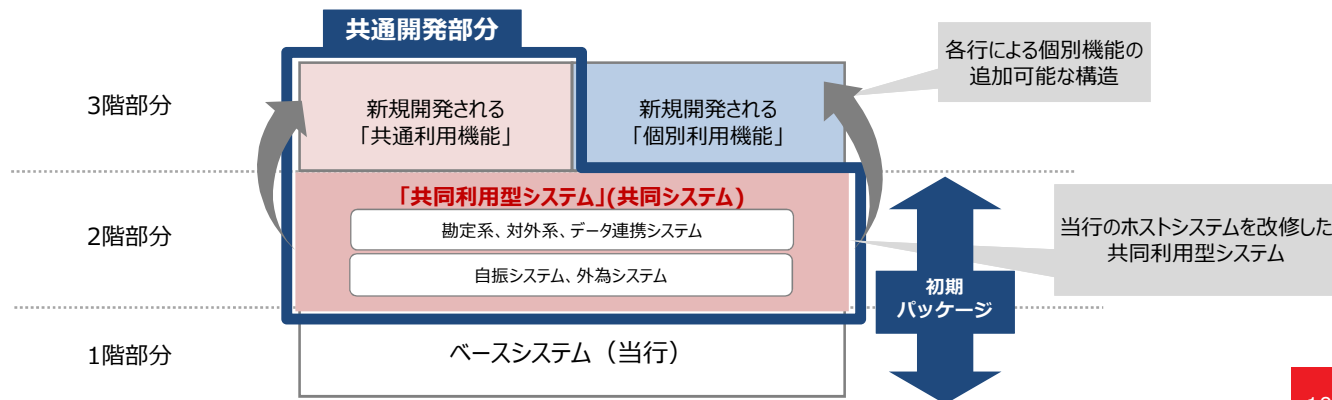 共通開発部分
各行による個別機能の
追加可能な構造
3階部分
新規開発される
「共通利用機能」
新規開発される
「個別利用機能」
「共同利用型システム」(共同システム)
2階部分
勘定系、対外系、データ連携システム
自振システム、外為システム
当行のホストシステムを改修した
共同利用型システム
初期
パッケージ
1階部分
ベースシステム（当行）